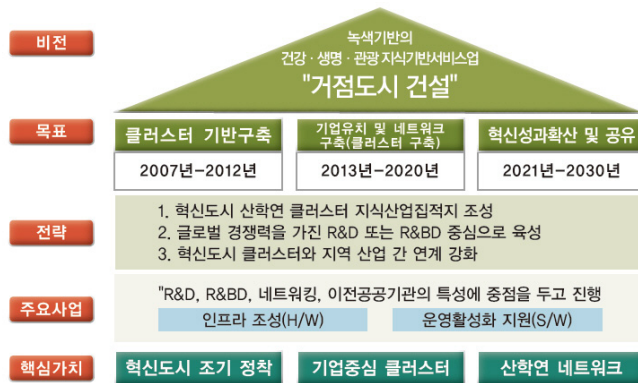 비전
녹색기반의
건강·생명·관광 지식기반서비스업
"거점도시 건설"
목표
클러스터 기반구축
2007년-2012년
기업유치 및 네트워크
구축(클러스터 구축)
2013년-2020년
혁신성과확산 및 공유
2021년-2030년
전략
1. 혁신도시 산학연 클러스터 지식산업집적지 조성
2. 글로벌 경쟁력을 가진 R&D 또는 R&BD 중심으로 육성
3. 혁신도시 클러스터와 지역 산업 간 연계 강화
주요사업
"R&D, R&BD, 네트워킹, 이전공공기관의 특성에 중점을 두고 진행
인프라 조성(H/W)
운영활성화 지원(S/W)
핵심가치
혁신도시 조기 정착
기업중심 클러스터
산학연 네트워크